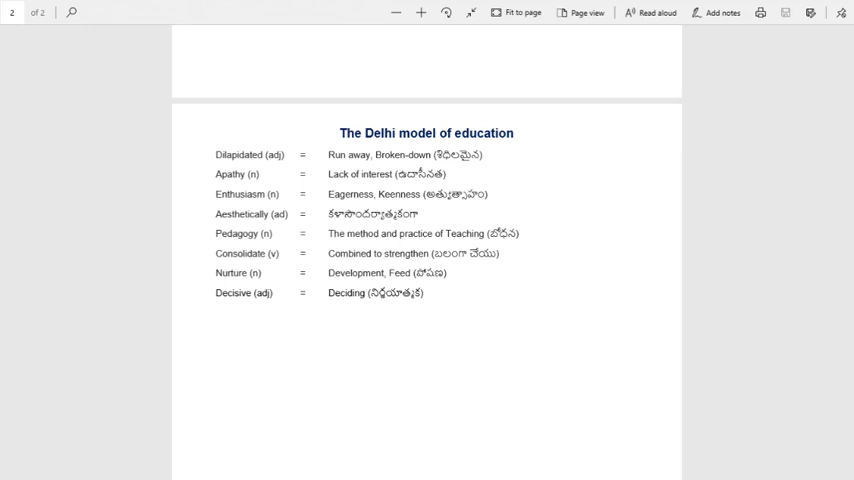 2 of 2 Fit to page Page view Read aloud Add notes
The Delhi model of education
Dilapidated (adj) = Run away, Broken-down (శిధిలమైన)
Apathy (n) = Lack of interest (ఉదాసీనత)
Enthusiasm (n) = Eagerness, Keenness (అత్యుత్సాహం)
Aesthetically (ad) = కళాసౌందర్యాత్మకంగా
Pedagogy (n) = The method and practice of Teaching (బోధన)
Consolidate (v) = Combined to strengthen (బలంగా చేయు)
Nurture (n) = Development, Feed (పోషణ)
Decisive (adj) = Deciding (నిర్ణయాత్మక)